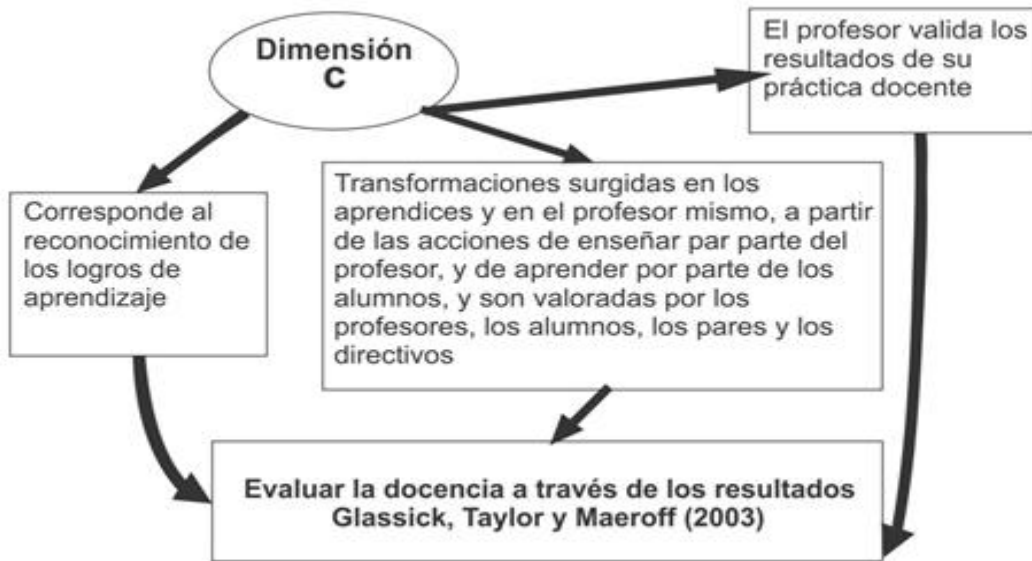 Dimensión
C
El profesor valida los
resultados de su
práctica docente
Corresponde al
reconocimiento de
los logros de
aprendizaje
Transformaciones surgidas en los
aprendices y en el profesor mismo, a partir
de las acciones de enseñar par parte del
profesor, y de aprender por parte de los
alumnos, y son valoradas por los
profesores, los alumnos, los pares y los
directivos
Evaluar la docencia a través de los resultados
Glassick, Taylor y Maeroff (2003)